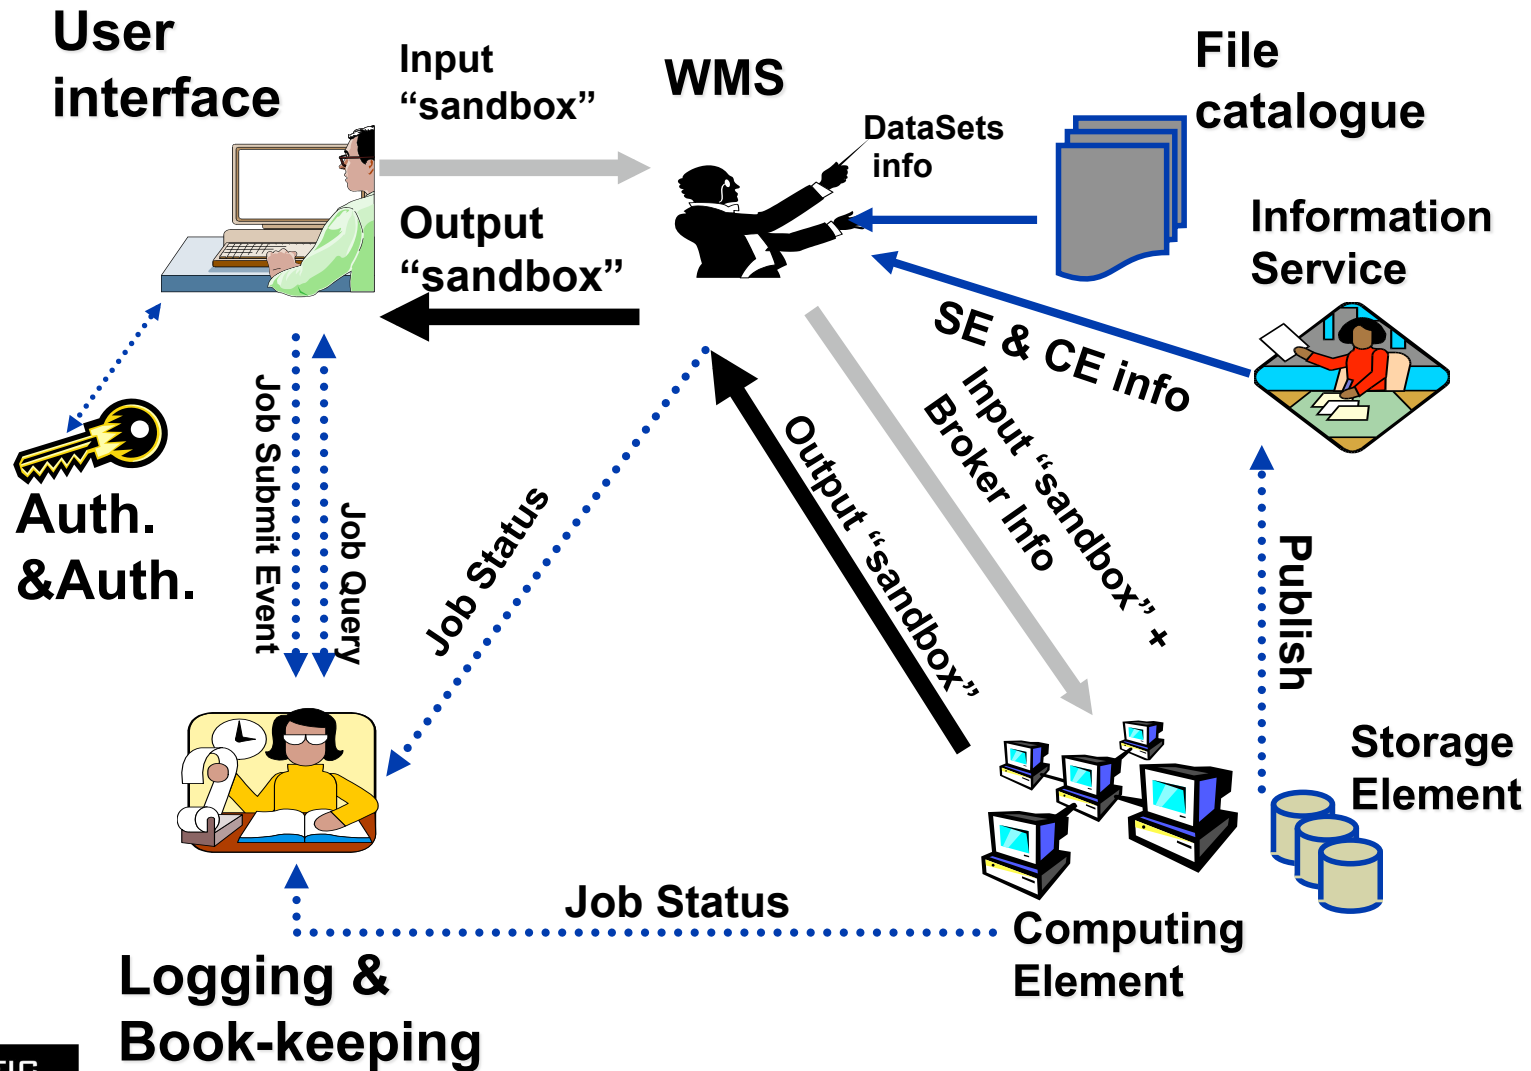 User
interface
Input
“sandbox”
WMS
File
catalogue
DataSets
info
Output
“sandbox”
Information
Service
SE & CE info
Input “sandbox” +
Broker Info
Output “sandbox”
Job Submit Event
Job Query
Job Status
Auth.
&Auth.
Publish
Storage
Element
Job Status
Computing
Element
Logging &
Book-keeping